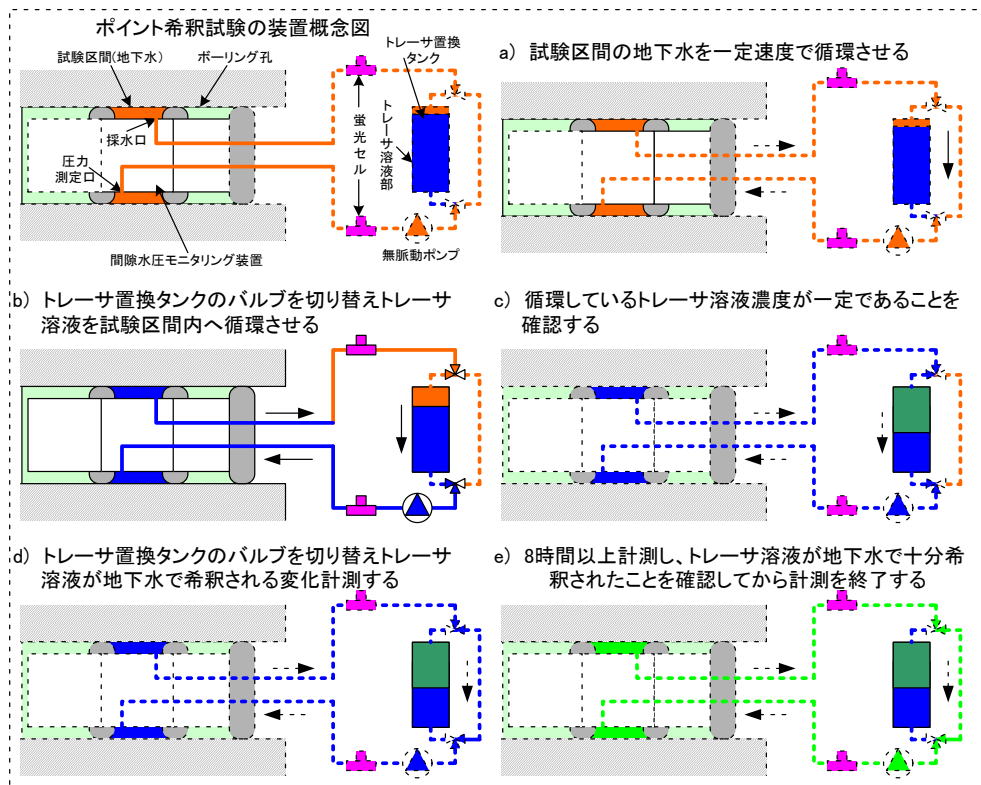 ポイント希釈試験の装置概念図
試験区間(地下水)
ボーリング孔
トレーサ置換
タンク
採水口
蛍光セル
トレーサ溶液部
圧力
測定口
間隙水圧モニタリング装置
無脈動ポンプ
a) 試験区間の地下水を一定速度で循環させる
b) トレーサ置換タンクのバルブを切り替えトレーサ
溶液を試験区間内へ循環させる
c) 循環しているトレーサ溶液濃度が一定であることを
確認する
d) トレーサ置換タンクのバルブを切り替えトレーサ
溶液が地下水で希釈される変化計測する
e) 8時間以上計測し、トレーサ溶液が地下水で十分希
釈されたことを確認してから計測を終了する